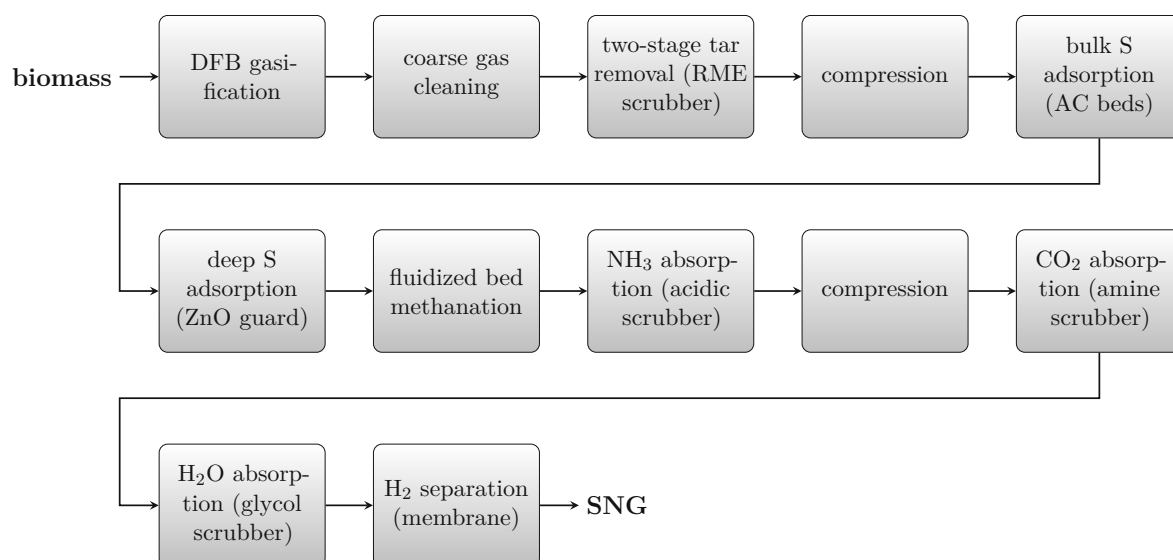 biomass
DFB gasi-
fication
coarse gas
cleaning
two-stage tar
removal (RME
scrubber)
compression
bulk S
adsorption
(AC beds)
deep S
adsorption
(ZnO guard)
fluidized bed
methanation
NH₃ absorp-
tion (acidic
scrubber)
compression
CO₂ absorp-
tion (amine
scrubber)
H₂O absorp-
tion (glycol
scrubber)
H₂ separation
(membrane)
SNG